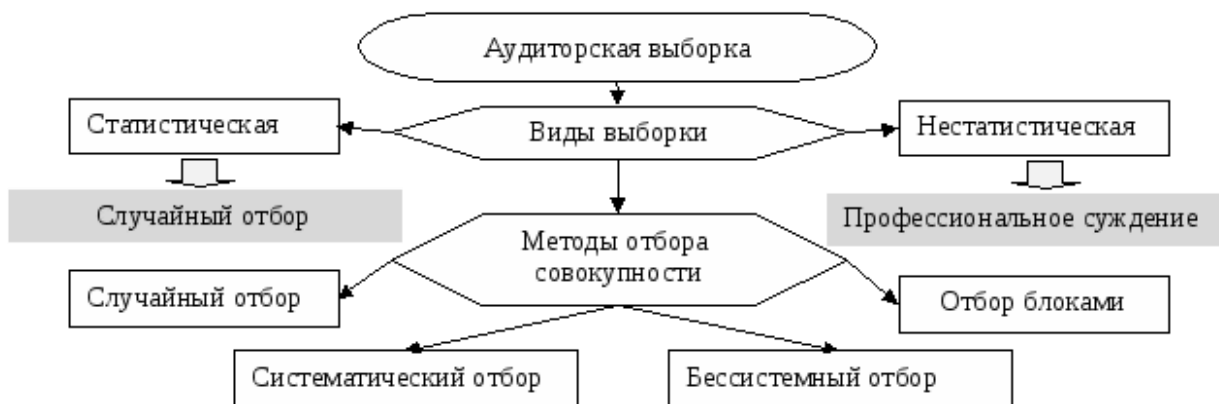 Аудиторская выборка
Статистическая
Виды выборки
Нестатистическая
Случайный отбор
Профессиональное суждение
Методы отбора
совокупности
Случайный отбор
Отбор блоками
Систематический отбор
Бессистемный отбор